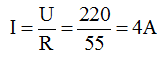 I = U/R = 220/55 = 4A